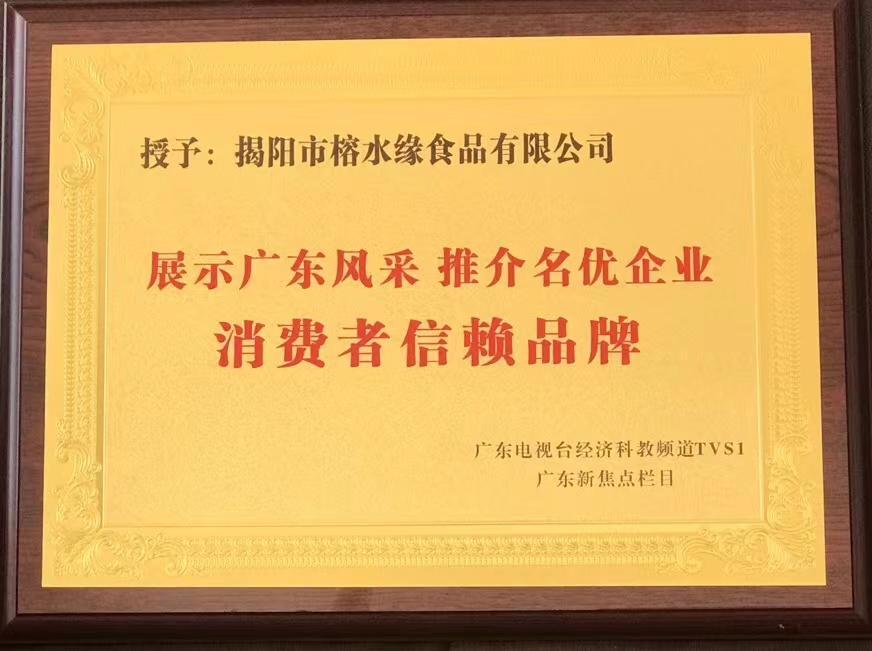 授予：揭阳市榕水缘食品有限公司
展示广东风采 推介名优企业
消费者信赖品牌
广东电视台经济科教频道TVS1
广东新焦点栏目